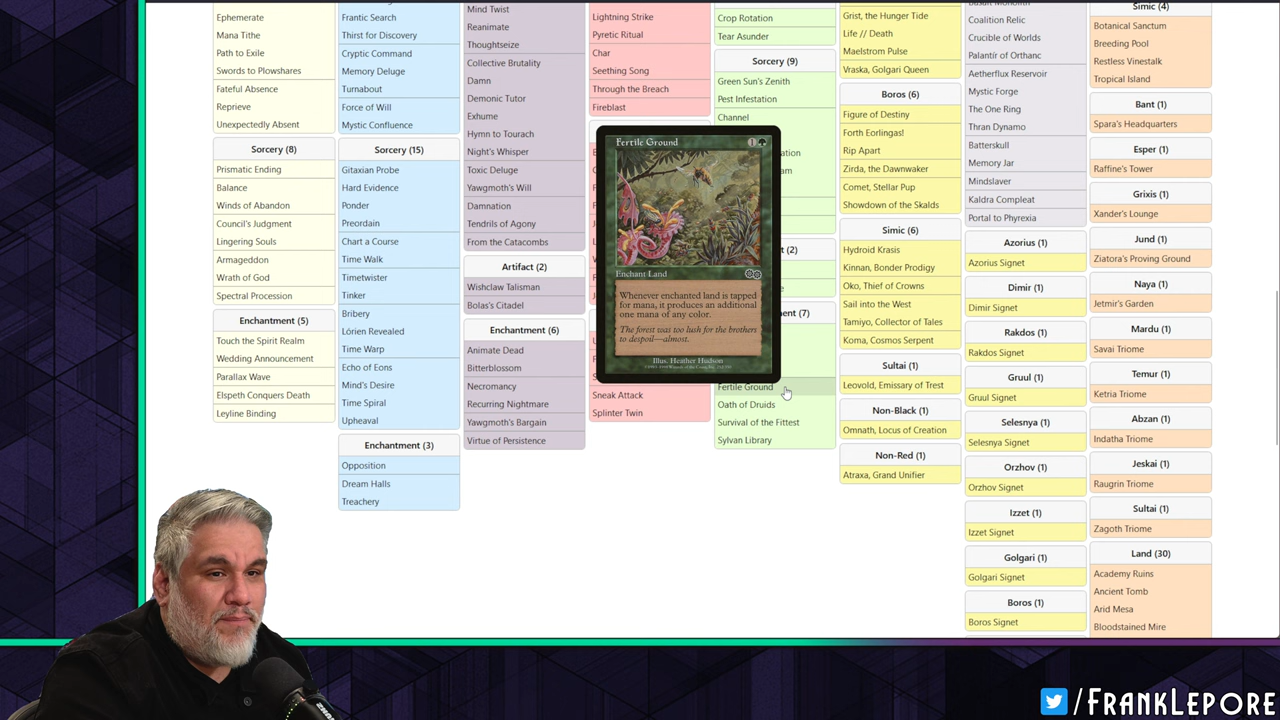 Ephemerate
Mana Tithe
Path to Exile
Swords to Plowshares
Fateful Absence
Reprieve
Unexpectedly Absent
Sorcery (8)
Prismatic Ending
Balance
Winds of Abandon
Council's Judgment
Lingering Souls
Armageddon
Wrath of God
Spectral Procession
Enchantment (5)
Touch the Spirit Realm
Wedding Announcement
Parallax Wave
Elspeth Conquers Death
Leyline Binding
Frantic Search
Thirst for Discovery
Cryptic Command
Memory Deluge
Turnabout
Force of Will
Mystic Confluence
Sorcery (15)
Gitaxian Probe
Hard Evidence
Ponder
Preordain
Chart a Course
Time Walk
Timetwister
Tinker
Bribery
Lórien Revealed
Time Warp
Echo of Eons
Mind's Desire
Time Spiral
Upheaval
Enchantment (3)
Opposition
Dream Halls
Treachery
Mind Twist
Reanimate
Thoughtseize
Collective Brutality
Damn
Demonic Tutor
Exhume
Hymn to Tourach
Night's Whisper
Toxic Deluge
Yawgmoth's Will
Damnation
Tendrils of Agony
From the Catacombs
Artifact (2)
Wishclaw Talisman
Bolas's Citadel
Enchantment (6)
Animate Dead
Bitterblossom
Necromancy
Recurring Nightmare
Yawgmoth's Bargain
Virtue of Persistence
Lightning Strike
Pyretic Ritual
Char
Seething Song
Through the Breach
Fireblast
Sneak Attack
Splinter Twin
Crop Rotation
Tear Asunder
Sorcery (9)
Green Sun's Zenith
Pest Infestation
Channel
Fertile Ground
1
Enchant Land
Whenever enchanted land is tapped
for mana, it produces an additional
one mana of any color.
The forest was too lush for the brothers
to despoil—almost.
Illus. Heather Hudson
(7)
Fertile Ground
Oath of Druids
Survival of the Fittest
Sylvan Library
Grist, the Hunger Tide
Life // Death
Maelstrom Pulse
Vraska, Golgari Queen
Boros (6)
Figure of Destiny
Forth Eorlingas!
Rip Apart
Zirda, the Dawnwaker
Comet, Stellar Pup
Showdown of the Skalds
Simic (6)
Hydroid Krasis
Kinnan, Bonder Prodigy
Oko, Thief of Crowns
Sail into the West
Tamiyo, Collector of Tales
Koma, Cosmos Serpent
Sultai (1)
Leovold, Emissary of Trest
Non-Black (1)
Omnath, Locus of Creation
Non-Red (1)
Atraxa, Grand Unifier
Coalition Relic
Crucible of Worlds
Palantír of Orthanc
Aetherflux Reservoir
Mystic Forge
The One Ring
Thran Dynamo
Batterskull
Memory Jar
Mindslaver
Kaldra Compleat
Portal to Phyrexia
Azorius (1)
Azorius Signet
Dimir (1)
Dimir Signet
Rakdos (1)
Rakdos Signet
Gruul (1)
Gruul Signet
Selesnya (1)
Selesnya Signet
Orzhov (1)
Orzhov Signet
Izzet (1)
Izzet Signet
Golgari (1)
Golgari Signet
Boros (1)
Boros Signet
Simic (4)
Botanical Sanctum
Breeding Pool
Restless Vinestalk
Tropical Island
Bant (1)
Spara's Headquarters
Esper (1)
Raffine's Tower
Grixis (1)
Xander's Lounge
Jund (1)
Ziatora's Proving Ground
Naya (1)
Jetmir's Garden
Mardu (1)
Savai Triome
Temur (1)
Ketria Triome
Abzan (1)
Indatha Triome
Jeskai (1)
Raugrin Triome
Sultai (1)
Zagoth Triome
Land (30)
Academy Ruins
Ancient Tomb
Arid Mesa
Bloodstained Mire
/FRANKLEPORE